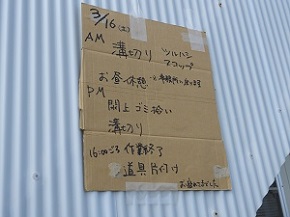 3/16(土)
AM
溝切り ツルハシ
スコップ
お昼休憩
PM
閖上 ゴミ拾い
溝切り
16:00ごろ 作業終了
道具片付け